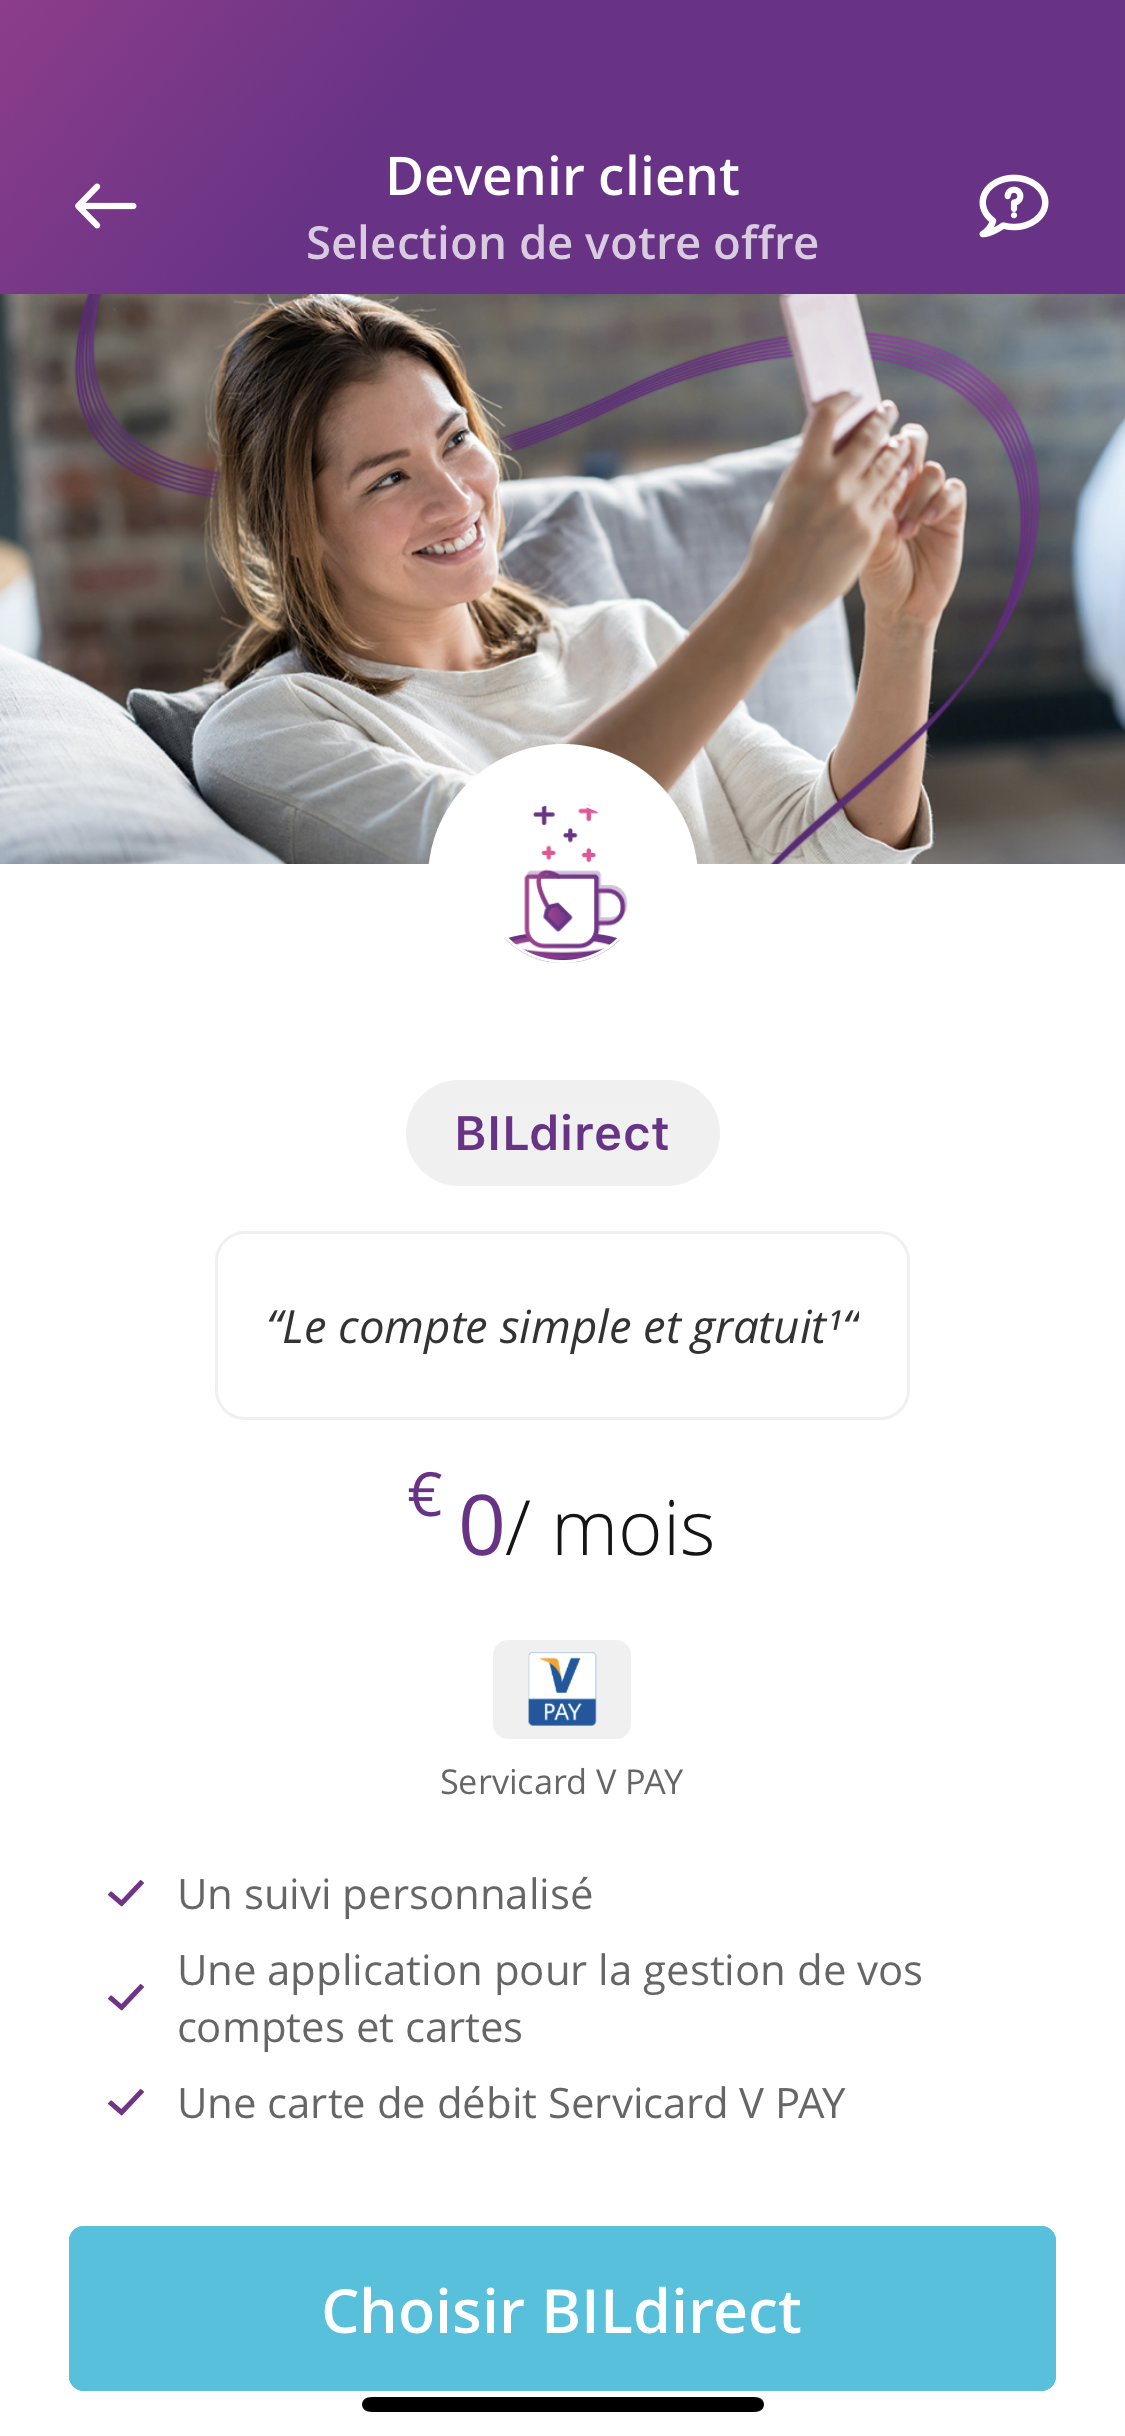 Devenir client
Selection de votre offre
BILdirect
“Le compte simple et gratuit¹“
€ 0/ mois
V
PAY
Servicard V PAY
Un suivi personnalisé
Une application pour la gestion de vos
comptes et cartes
Une carte de débit Servicard V PAY
Choisir BILdirect